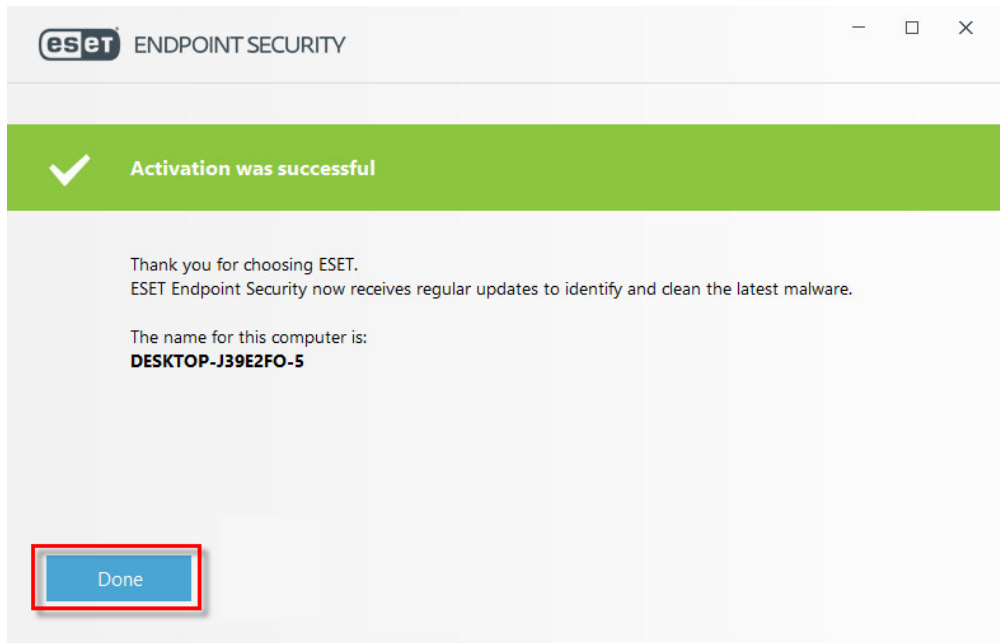 eseT ENDPOINT SECURITY
Activation was successful
Thank you for choosing ESET.
ESET Endpoint Security now receives regular updates to identify and clean the latest malware.
The name for this computer is:
DESKTOP-J39E2FO-5
Done